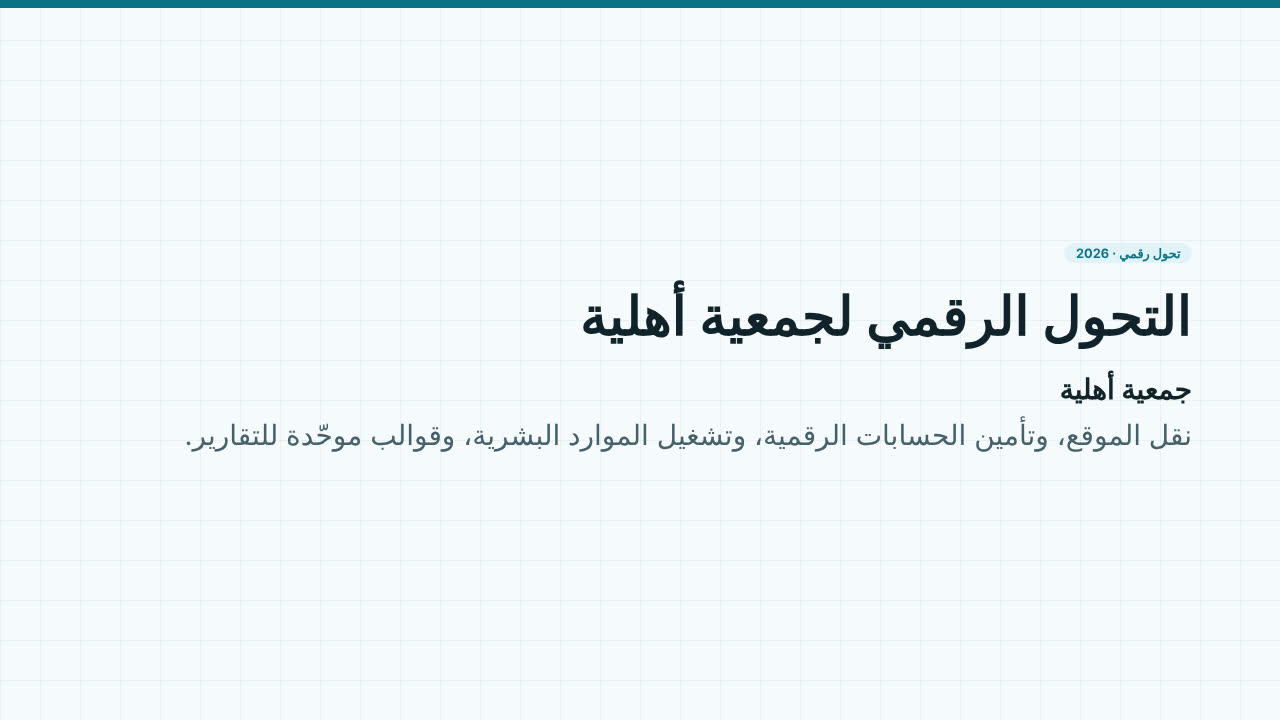 تحول رقمي · 2026
التحول الرقمي لجمعية أهلية
جمعية أهلية
نقل الموقع، وتأمين الحسابات الرقمية، وتشغيل الموارد البشرية، وقوالب موحّدة للتقارير.